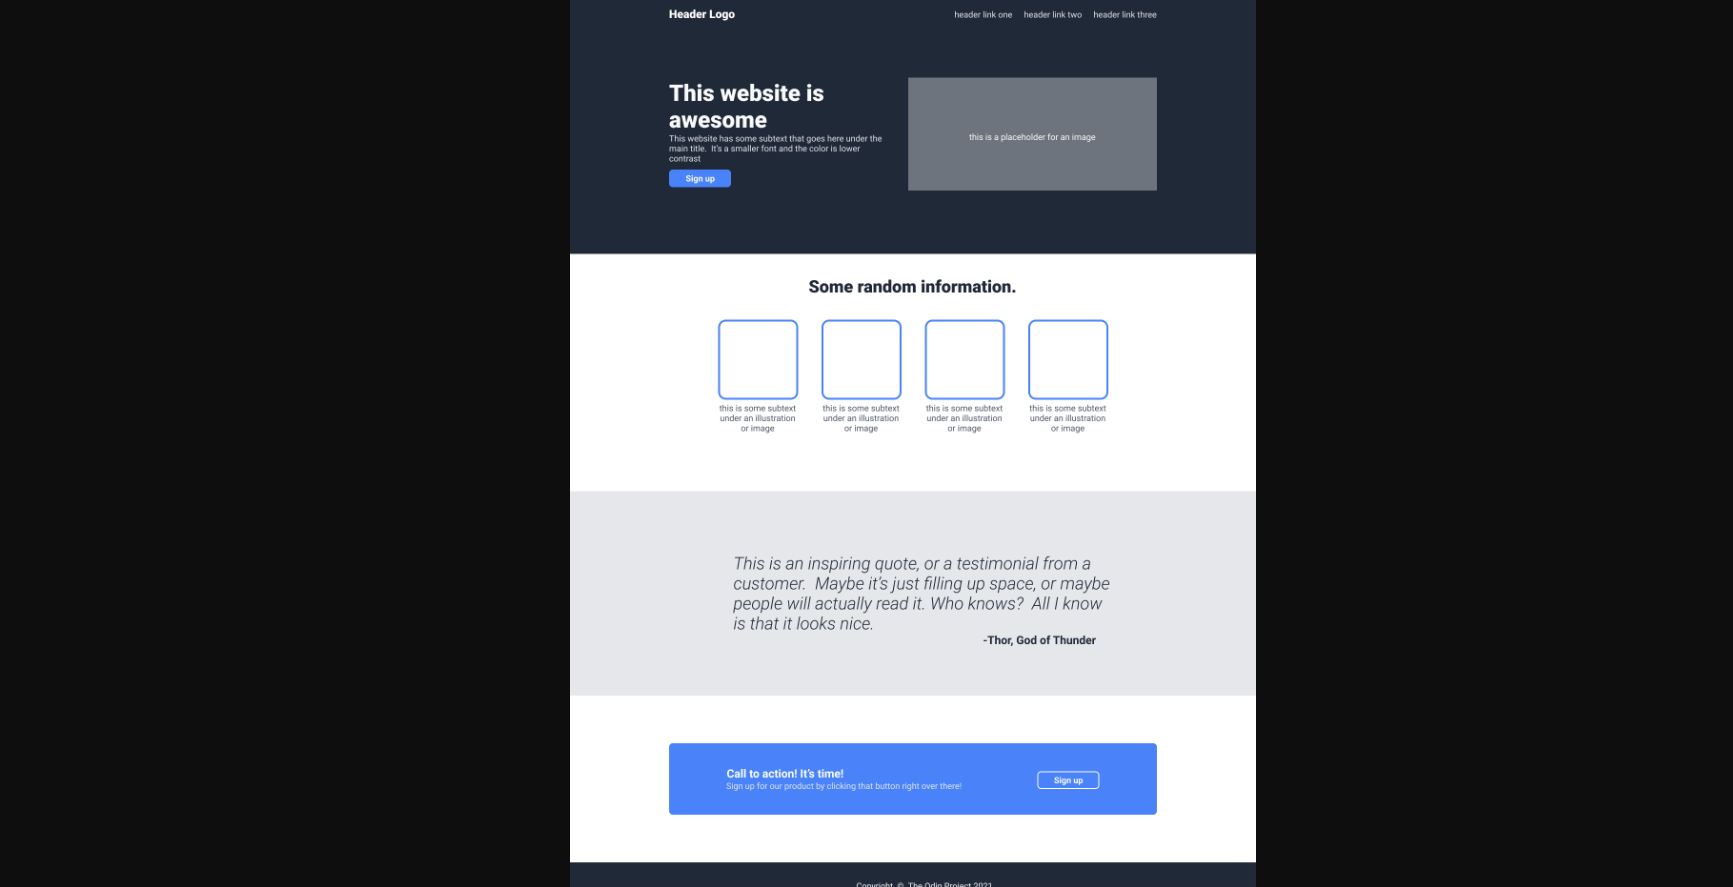 Header Logo
header link one
header link two
header link three
This website is
awesome
This website has some subtext that goes here under the
main title.  It's a smaller font and the color is lower
contrast
Sign up
this is a placeholder for an image
Some random information.
this is some subtext
under an illustration
or image
this is some subtext
under an illustration
or image
this is some subtext
under an illustration
or image
this is some subtext
under an illustration
or image
This is an inspiring quote, or a testimonial from a
customer.  Maybe it's just filling up space, or maybe
people will actually read it. Who knows?  All I know
is that it looks nice.
-Thor, God of Thunder
Call to action! It's time!
Sign up for our product by clicking that button right over there!
Sign up
Copyright © The Odin Project 2021